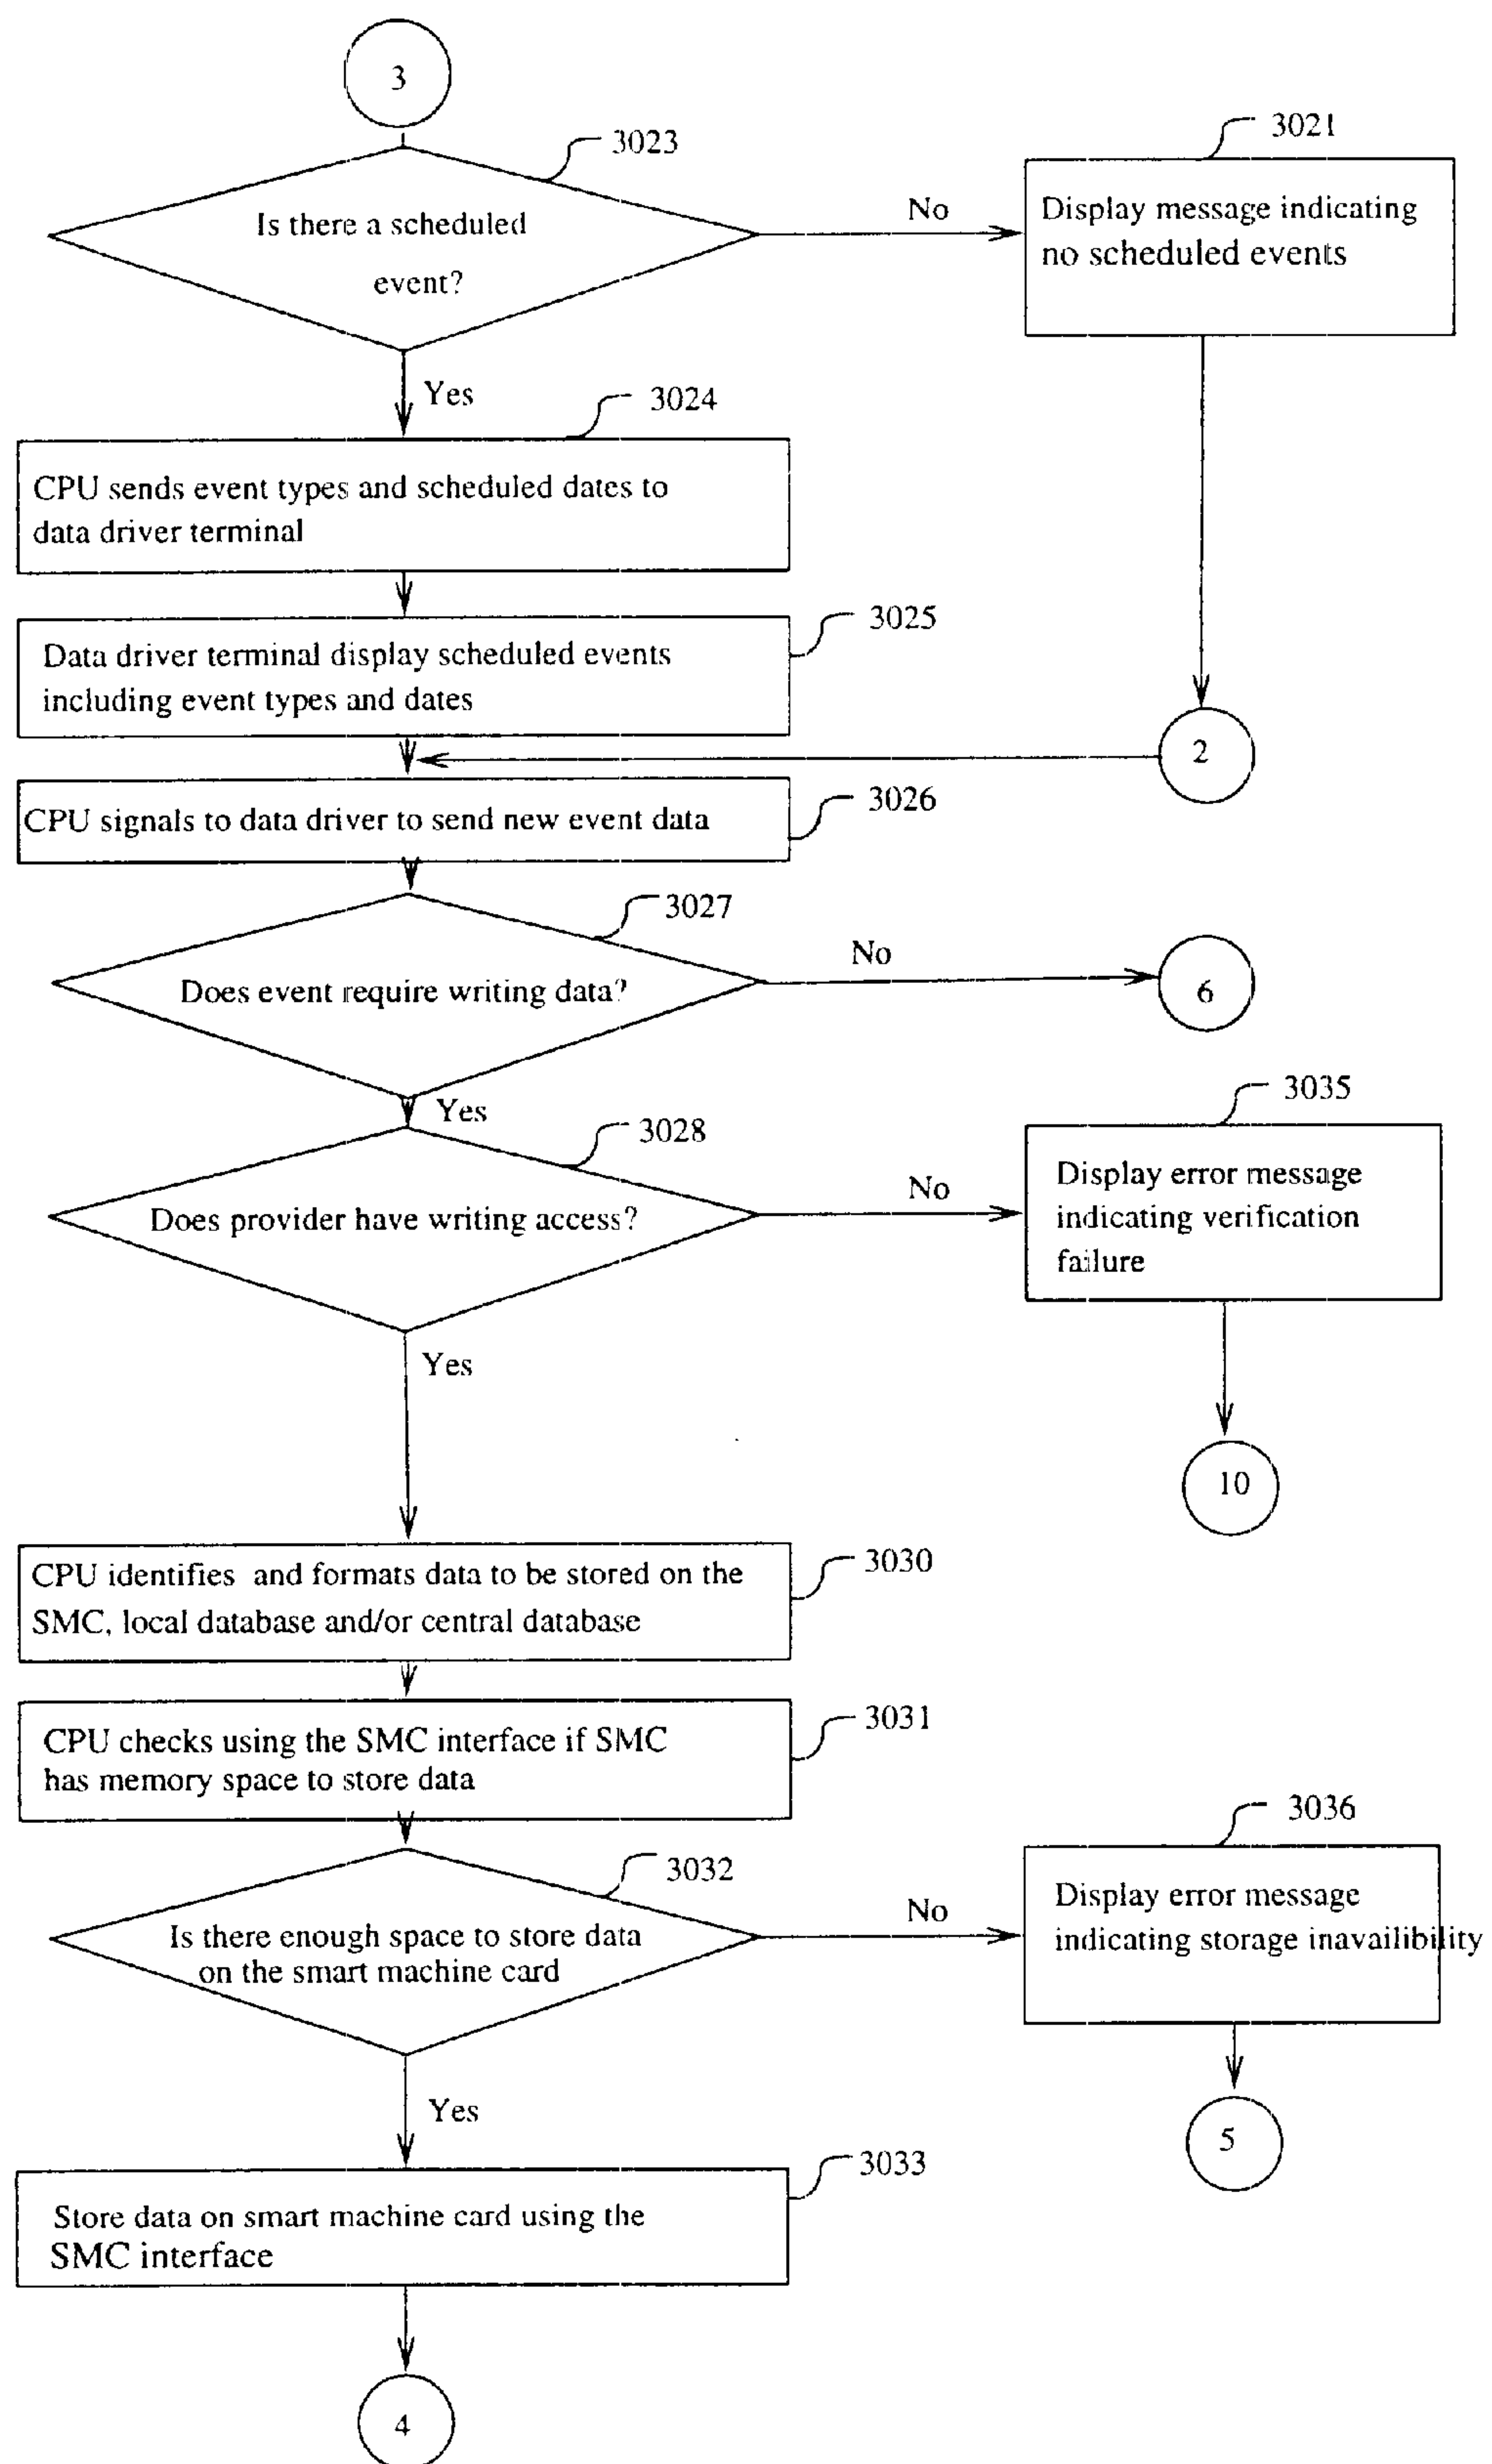 3
3023
3021
Is there a scheduled
event?
No
Display message indicating
no scheduled events
Yes
3024
CPU sends event types and scheduled dates to
data driver terminal
3025
Data driver terminal display scheduled events
including event types and dates
2
3026
CPU signals to data driver to send new event data
3027
Does event require writing data?
No
6
Yes
3028
3035
Does provider have writing access?
No
Display error message
indicating verification
failure
Yes
10
3030
CPU identifies and formats data to be stored on the
SMC, local database and/or central database
3031
CPU checks using the SMC interface if SMC
has memory space to store data
3036
3032
Is there enough space to store data
on the smart machine card
No
Display error message
indicating storage inavailibility
Yes
5
3033
Store data on smart machine card using the
SMC interface
4